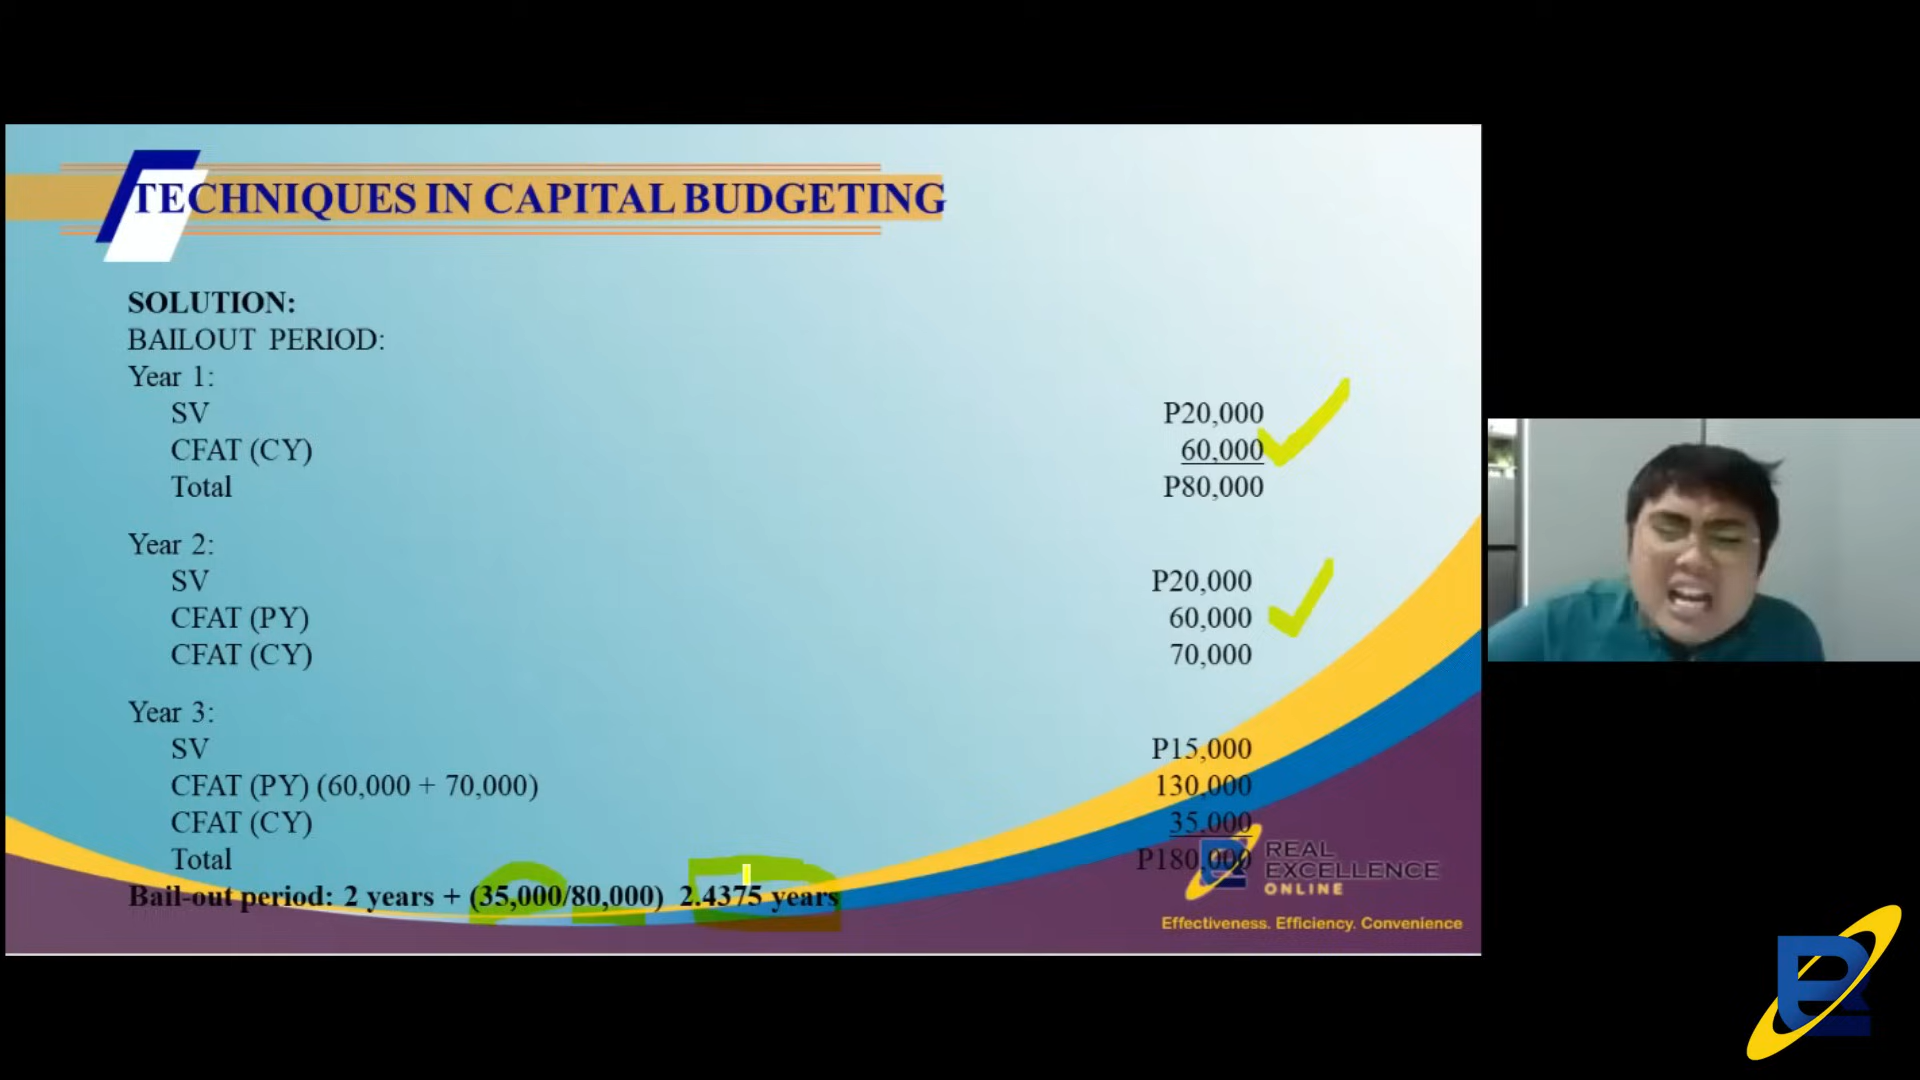 TECHNIQUES IN CAPITAL BUDGETING
SOLUTION:
BAILOUT PERIOD:
Year 1:
SV P20,000
CFAT (CY) 60,000
Total P80,000
Year 2:
SV P20,000
CFAT (PY) 60,000
CFAT (CY) 70,000
Year 3:
SV P15,000
CFAT (PY) (60,000 + 70,000) 130,000
CFAT (CY) 35,000
Total P180,000
Bail-out period: 2 years + (35,000/80,000) 2.4375 years
REAL
EXCELLENCE
ONLINE
Effectiveness. Efficiency. Convenience